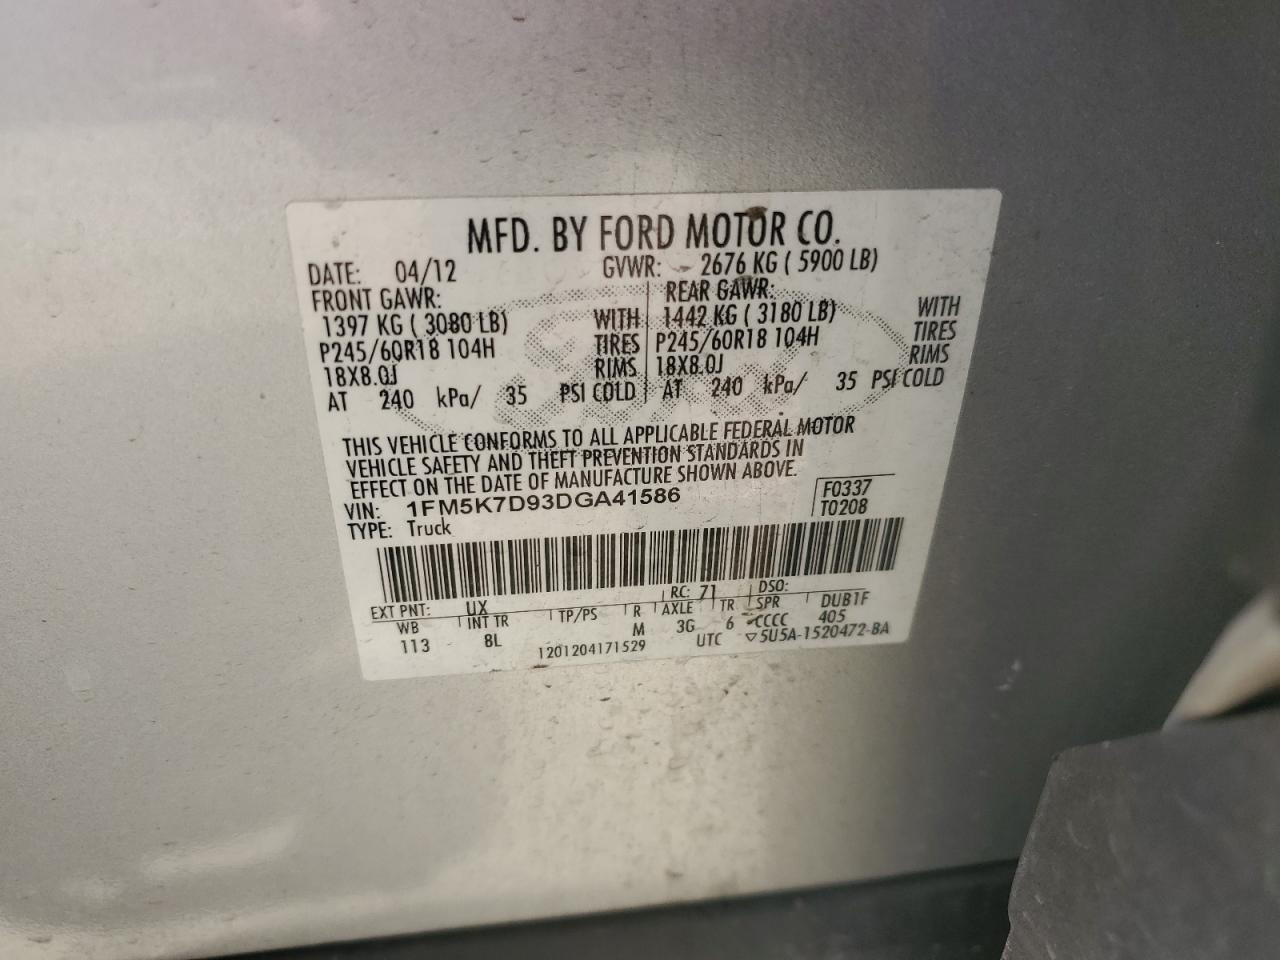 MFD. BY FORD MOTOR CO.
DATE: 04/12 GVWR: 2676 KG ( 5900 LB)
FRONT GAWR: REAR GAWR:
1397 KG ( 3080 LB) WITH 1442 KG ( 3180 LB) WITH
P245/60R18 104H TIRES P245/60R18 104H TIRES
18X8.0J RIMS 18X8.0J RIMS
AT 240 kPa/ 35 PSI COLD AT 240 kPa/ 35 PSI COLD
THIS VEHICLE CONFORMS TO ALL APPLICABLE FEDERAL MOTOR
VEHICLE SAFETY AND THEFT PREVENTION STANDARDS IN
EFFECT ON THE DATE OF MANUFACTURE SHOWN ABOVE.
VIN: 1FM5K7D93DGA41586 F0337
TYPE: Truck T0208
EXT PNT: UX RC: 71 DSO:
WB INT TR TP/PS R AXLE TR SPR DUB1F
113 8L M 3G 6 CCCC 405
1201204171529 UTC ▽5U5A-1520472-BA